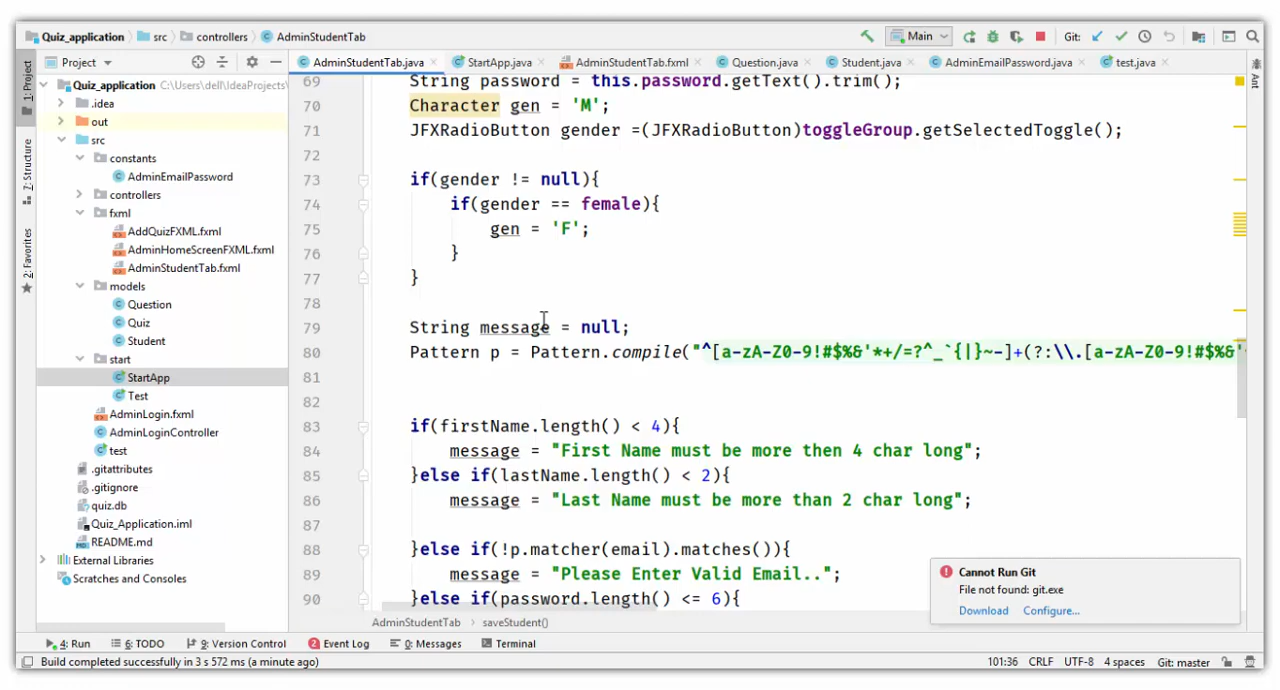 Quiz_application src controllers AdminStudentTab Main Git:
1: Project
7: Structure
2: Favorites
Ant
Project
Quiz_application C:\Users\dell\IdeaProjects\
.idea
out
src
constants
AdminEmailPassword
controllers
fxml
AddQuizFXML.fxml
AdminHomeScreenFXML.fxml
AdminStudentTab.fxml
models
Question
Quiz
Student
start
StartApp
Test
AdminLogin.fxml
AdminLoginController
test
.gitattributes
.gitignore
quiz.db
Quiz_Application.iml
README.md
External Libraries
Scratches and Consoles
AdminStudentTab.java StartApp.java AdminStudentTab.fxml Question.java Student.java AdminEmailPassword.java test.java
69 String password = this.password.getText().trim();
70 Character gen = 'M';
71 JFXRadioButton gender =(JFXRadioButton)toggleGroup.getSelectedToggle();
72
73 if(gender != null){
74 if(gender == female){
75 gen = 'F';
76 }
77 }
78
79 String message = null;
80 Pattern p = Pattern.compile("^[a-zA-Z0-9!#$%&'*+/=?^_`{|}~-]+(?:\\.[a-zA-Z0-9!#$%&'
81
82
83 if(firstName.length() < 4){
84 message = "First Name must be more then 4 char long";
85 }else if(lastName.length() < 2){
86 message = "Last Name must be more than 2 char long";
87
88 }else if(!p.matcher(email).matches()){
89 message = "Please Enter Valid Email..";
90 }else if(password.length() <= 6){
AdminStudentTab saveStudent()
Cannot Run Git
File not found: git.exe
Download Configure...
4: Run 6: TODO 9: Version Control 2 Event Log 0: Messages Terminal
Build completed successfully in 3 s 572 ms (a minute ago) 101:36 CRLF UTF-8 4 spaces Git: master